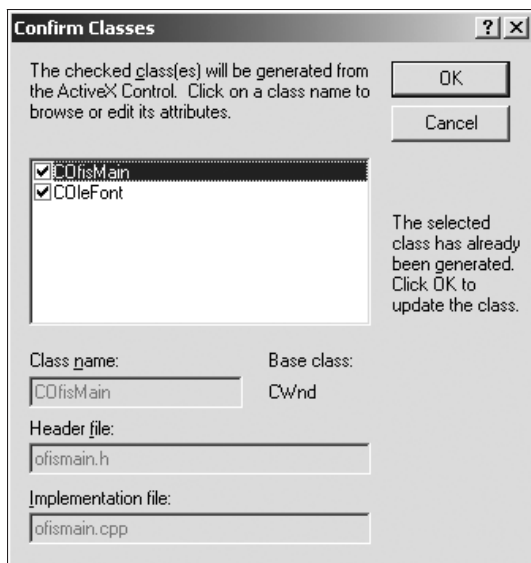 Confirm Classes
The checked class(es) will be generated from
the ActiveX Control. Click on a class name to
browse or edit its attributes.
OK
Cancel
COfisMain
COleFont
The selected
class has already
been generated.
Click OK to
update the class.
Class name:
Base class:
COfisMain
CWnd
Header file:
ofismain.h
Implementation file:
ofismain.cpp